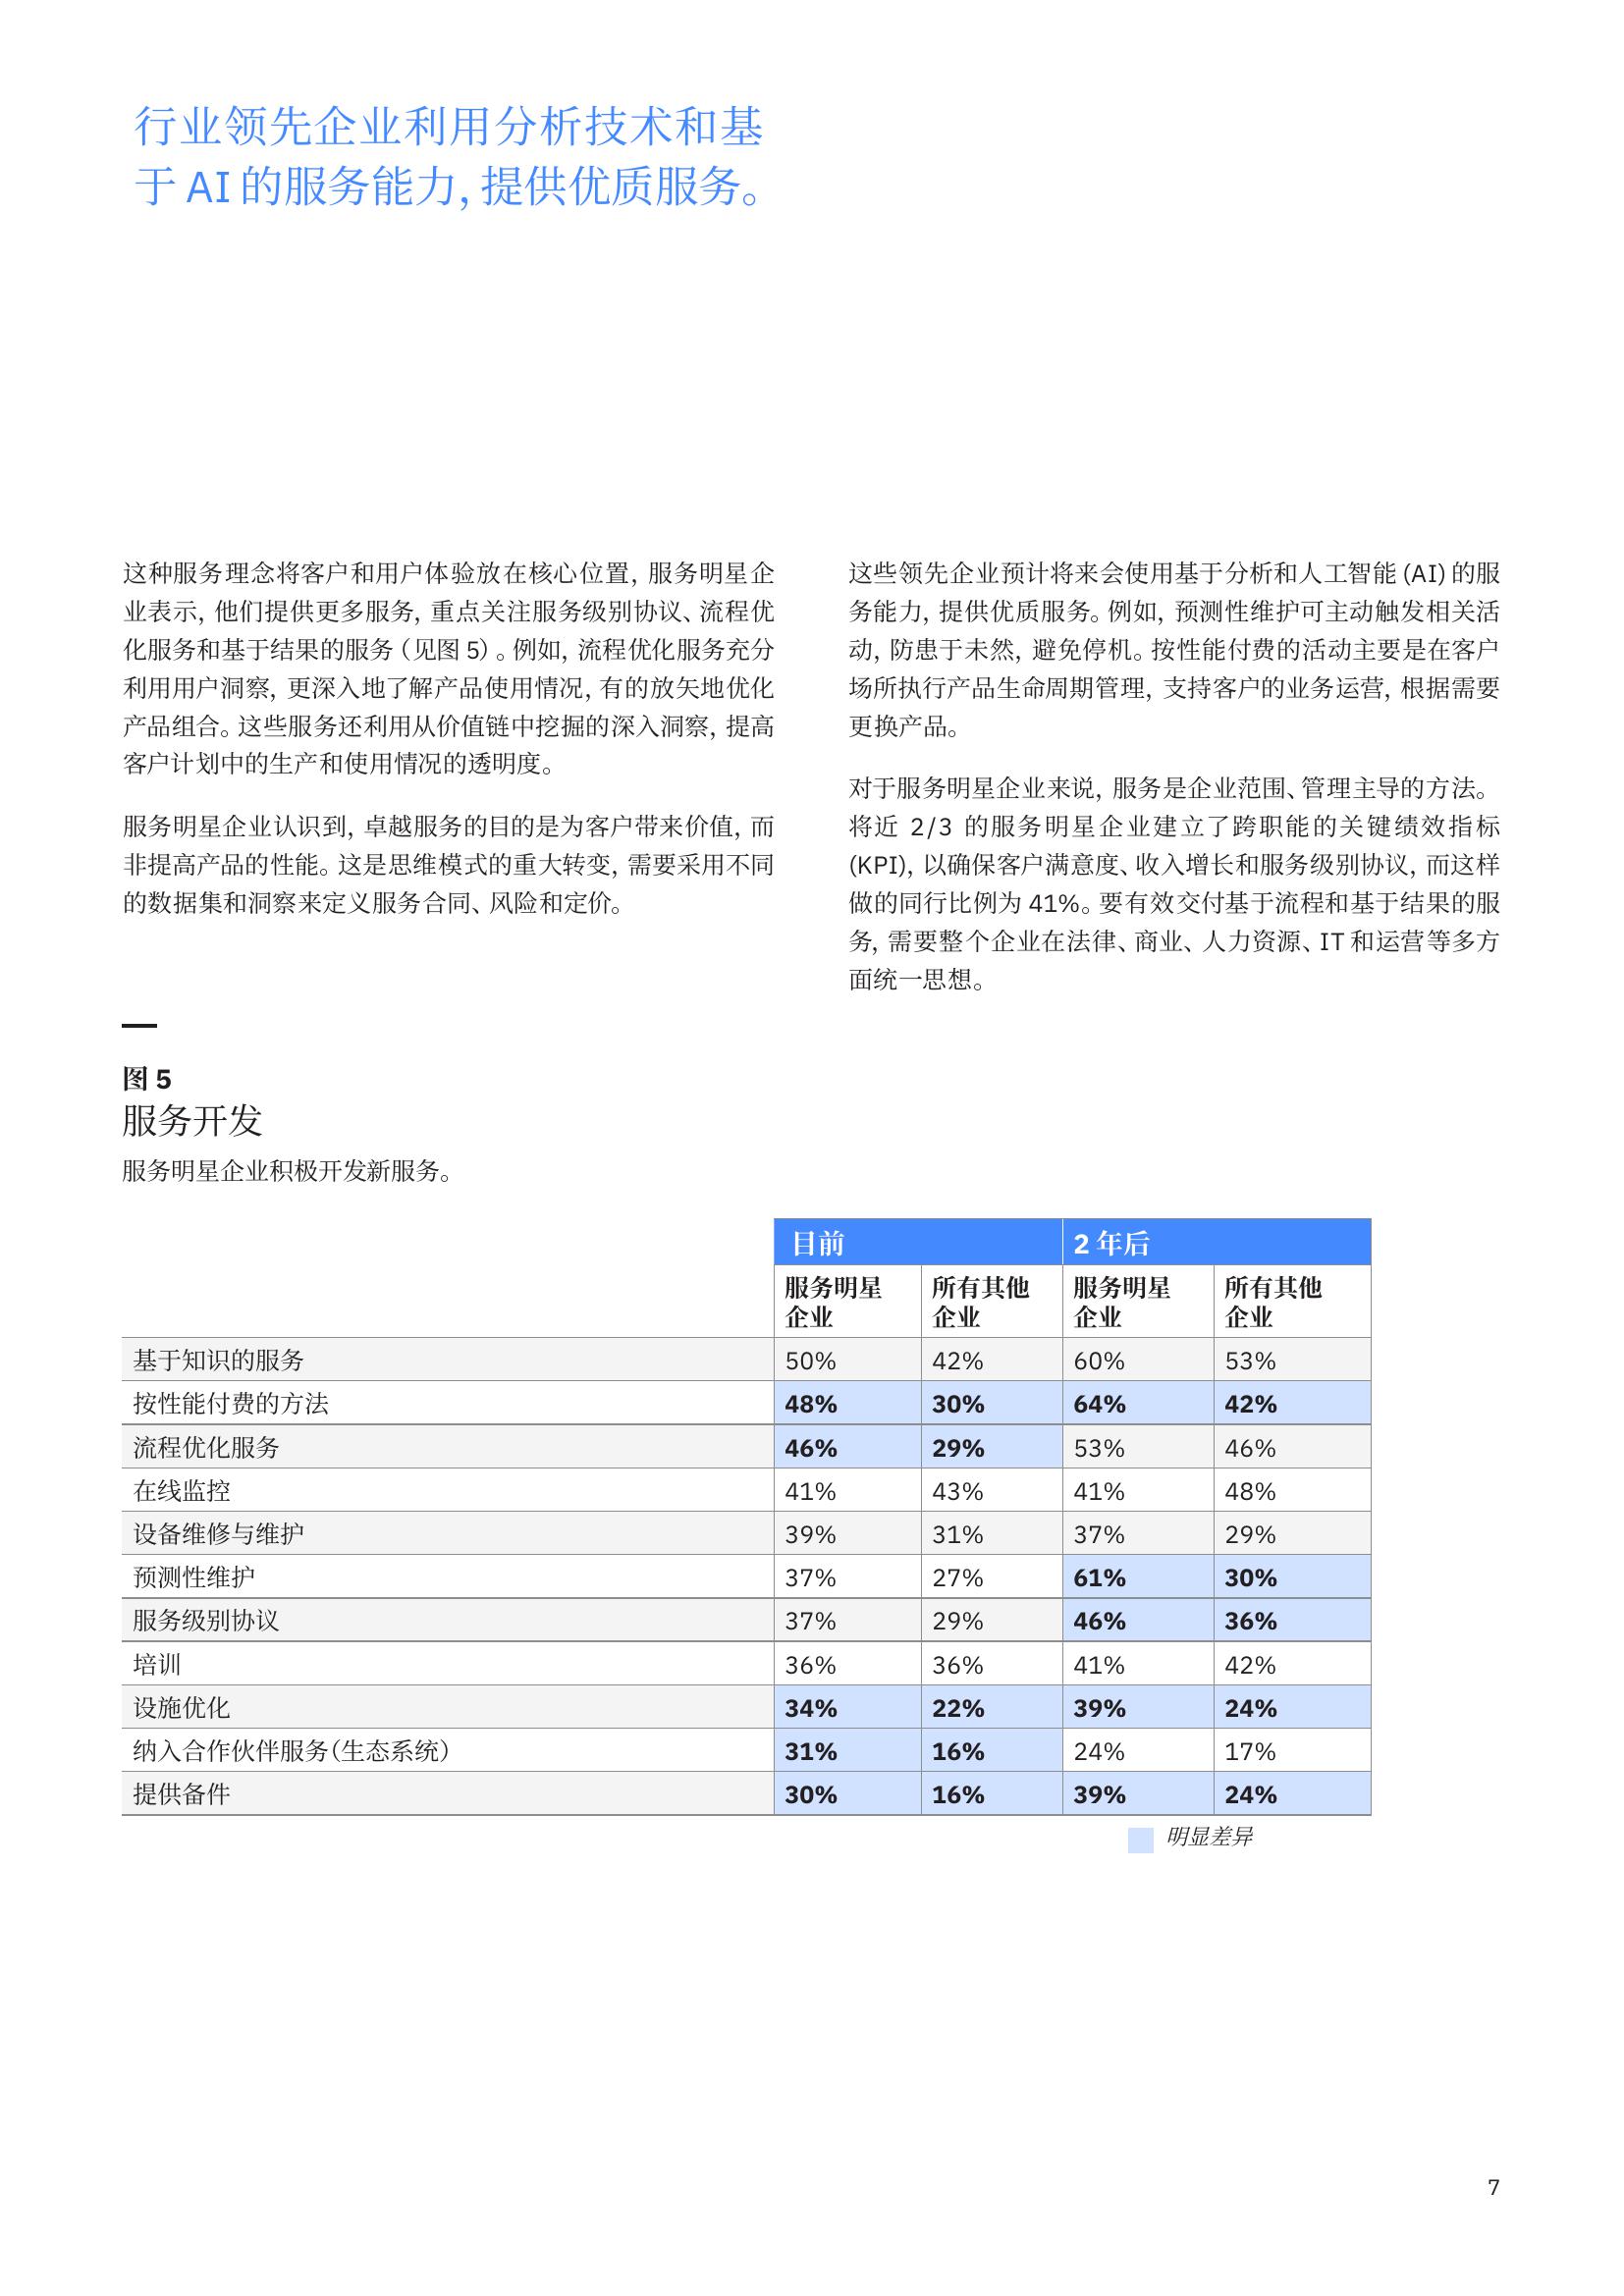 行业领先企业利用分析技术和基
于 AI 的服务能力, 提供优质服务。
这种服务理念将客户和用户体验放在核心位置, 服务明星企
业表示, 他们提供更多服务, 重点关注服务级别协议、流程优
化服务和基于结果的服务（见图 5）。例如, 流程优化服务充分
利用用户洞察, 更深入地了解产品使用情况, 有的放矢地优化
产品组合。这些服务还利用从价值链中挖掘的深入洞察, 提高
客户计划中的生产和使用情况的透明度。
服务明星企业认识到, 卓越服务的目的是为客户带来价值, 而
非提高产品的性能。这是思维模式的重大转变, 需要采用不同
的数据集和洞察来定义服务合同、风险和定价。
这些领先企业预计将来会使用基于分析和人工智能 (AI) 的服
务能力, 提供优质服务。例如, 预测性维护可主动触发相关活
动, 防患于未然, 避免停机。按性能付费的活动主要是在客户
场所执行产品生命周期管理, 支持客户的业务运营, 根据需要
更换产品。
对于服务明星企业来说, 服务是企业范围、管理主导的方法。
将近 2/3 的服务明星企业建立了跨职能的关键绩效指标
(KPI), 以确保客户满意度、收入增长和服务级别协议, 而这样
做的同行比例为 41%。要有效交付基于流程和基于结果的服
务, 需要整个企业在法律、商业、人力资源、IT 和运营等多方
面统一思想。
图 5
服务开发
服务明星企业积极开发新服务。
目前 2 年后
服务明星 所有其他 服务明星 所有其他
企业 企业 企业 企业
基于知识的服务 50% 42% 60% 53%
按性能付费的方法 48% 30% 64% 42%
流程优化服务 46% 29% 53% 46%
在线监控 41% 43% 41% 48%
设备维修与维护 39% 31% 37% 29%
预测性维护 37% 27% 61% 30%
服务级别协议 37% 29% 46% 36%
培训 36% 36% 41% 42%
设施优化 34% 22% 39% 24%
纳入合作伙伴服务（生态系统） 31% 16% 24% 17%
提供备件 30% 16% 39% 24%
明显差异
7